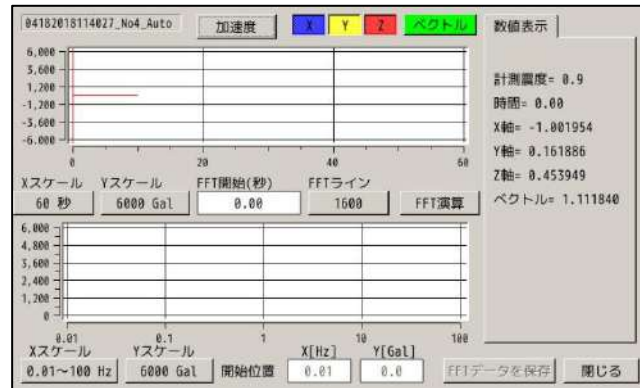 04182018114027_No4_Auto 加速度 X Y Z ベクトル 数値表示
6,000
3,600
1,200
-1,200
-3,600
-6,000
0 20 40 60
計測震度= 0.9
時間= 0.00
X軸= -1.001954
Y軸= 0.161886
Z軸= 0.453949
ベクトル= 1.111840
Xスケール Yスケール FFT開始(秒) FFTライン
60 秒 6000 Gal 0.00 1600 FFT演算
6,000
4,800
3,600
2,400
1,200
0
0.01 0.1 1 10 100
Xスケール Yスケール X[Hz] Y[Gal]
0.01〜100 Hz 6000 Gal 開始位置 0.01 0.0 FFTデータを保存 閉じる